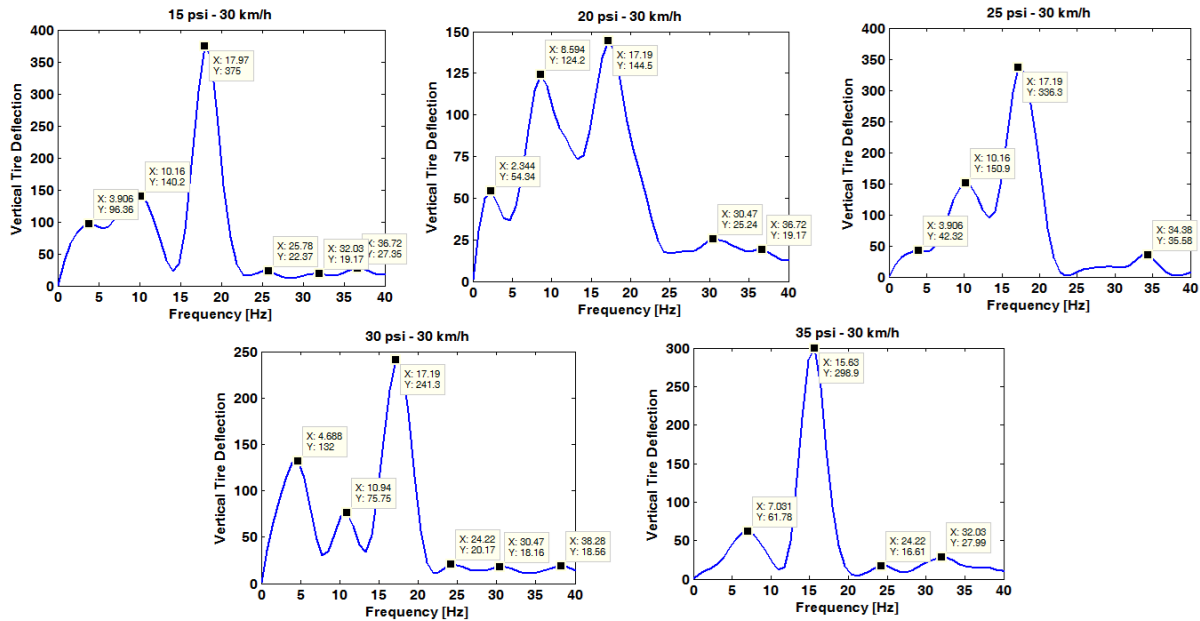 15 psi - 30 km/h
Vertical Tire Deflection
400
350
300
250
200
150
100
50
0
X: 17.97
Y: 375
X: 10.16
Y: 140.2
X: 3.906
Y: 96.36
X: 25.78
Y: 22.37
X: 32.03
Y: 19.17
X: 36.72
Y: 27.35
0 5 10 15 20 25 30 35 40
Frequency [Hz]
20 psi - 30 km/h
Vertical Tire Deflection
150
125
100
75
50
25
0
X: 8.594
Y: 124.2
X: 17.19
Y: 144.5
X: 2.344
Y: 54.34
X: 30.47
Y: 25.24
X: 36.72
Y: 19.17
0 5 10 15 20 25 30 35 40
Frequency [Hz]
25 psi - 30 km/h
Vertical Tire Deflection
400
350
300
250
200
150
100
50
0
X: 17.19
Y: 336.3
X: 10.16
Y: 150.9
X: 3.906
Y: 42.32
X: 34.38
Y: 35.58
0 5 10 15 20 25 30 35 40
Frequency [Hz]
30 psi - 30 km/h
Vertical Tire Deflection
250
200
150
100
50
0
X: 17.19
Y: 241.3
X: 4.688
Y: 132
X: 10.94
Y: 75.75
X: 24.22
Y: 20.17
X: 30.47
Y: 18.16
X: 38.28
Y: 18.56
0 5 10 15 20 25 30 35 40
Frequency [Hz]
35 psi - 30 km/h
Vertical Tire Deflection
300
250
200
150
100
50
0
X: 15.63
Y: 298.9
X: 7.031
Y: 61.78
X: 24.22
Y: 16.61
X: 32.03
Y: 27.99
0 5 10 15 20 25 30 35 40
Frequency [Hz]